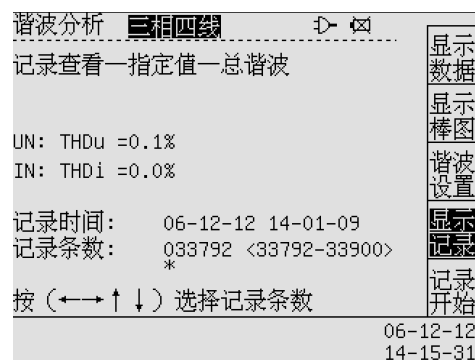 谐波分析 三相四线
记录查看—指定值—总谐波
UN: THDu =0.1%
IN: THDi =0.0%
记录时间: 06-12-12 14-01-09
记录条数: 033792 <33792-33900>
*
按 (←→↑↓) 选择记录条数
显示
数据
显示
棒图
谐波
设置
显示
记录
记录
开始
06-12-12
14-15-31